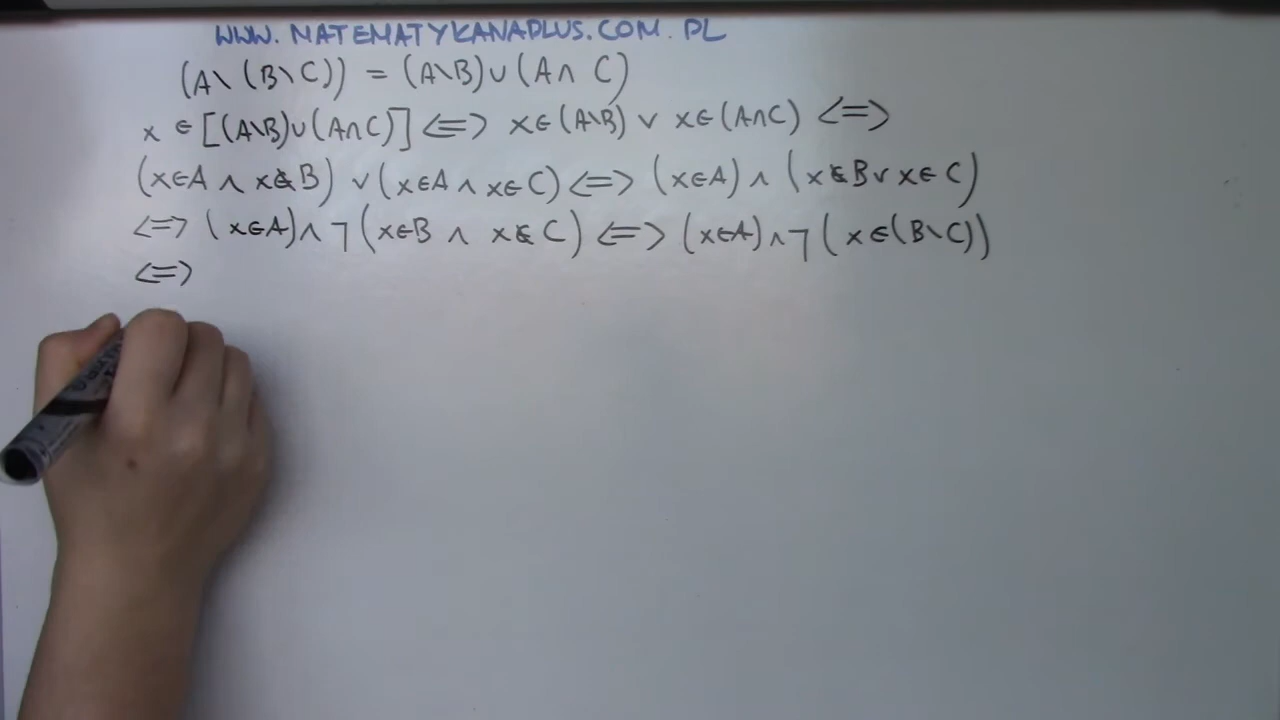 WWW.MATEMATYKANAPLUS.COM.PL
(A\(B\C)) = (A\B)∪(A∩C)
x ∈ [(A\B)∪(A∩C)] ⟺ x∈(A\B) ∨ x∈(A∩C) ⟺
(x∈A ∧ x∉B) ∨ (x∈A ∧ x∈C) ⟺ (x∈A) ∧ (x∉B ∨ x∈C)
⟺ (x∈A) ∧ ¬(x∈B ∧ x∉C) ⟺ (x∈A) ∧ ¬(x∈(B\C))
⟺